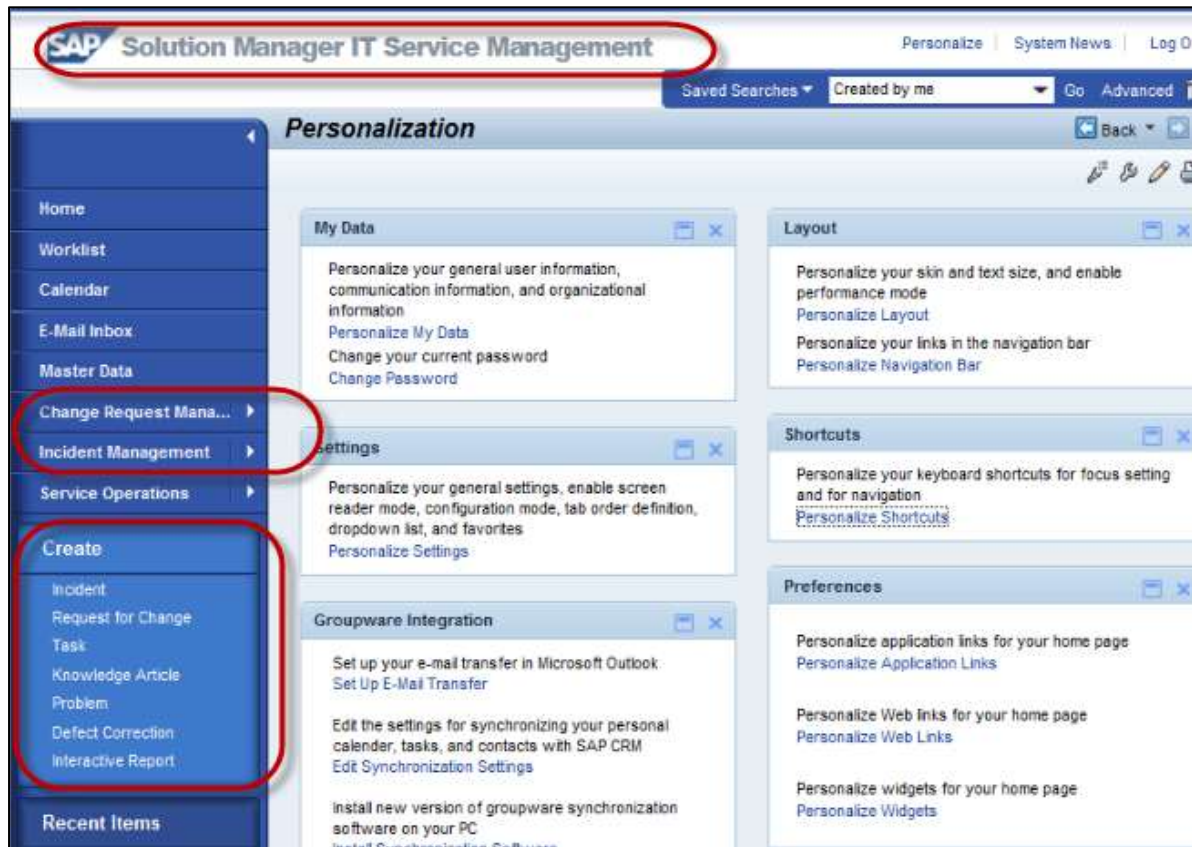 SAP Solution Manager IT Service Management
Personalize System News Log O
Saved Searches Created by me Go Advanced
Personalization
Back
Home
Worklist
Calendar
E-Mail Inbox
Master Data
Change Request Mana...
Incident Management
Service Operations
Create
Incident
Request for Change
Task
Knowledge Article
Problem
Defect Correction
Interactive Report
Recent Items
My Data
Personalize your general user information,
communication information, and organizational
information
Personalize My Data
Change your current password
Change Password
Settings
Personalize your general settings, enable screen
reader mode, configuration mode, tab order definition,
dropdown list, and favorites
Personalize Settings
Groupware Integration
Set up your e-mail transfer in Microsoft Outlook
Set Up E-Mail Transfer
Edit the settings for synchronizing your personal
calender, tasks, and contacts with SAP CRM
Edit Synchronization Settings
Install new version of groupware synchronization
software on your PC
Install Synchronization Software
Layout
Personalize your skin and text size, and enable
performance mode
Personalize Layout
Personalize your links in the navigation bar
Personalize Navigation Bar
Shortcuts
Personalize your keyboard shortcuts for focus setting
and for navigation
Personalize Shortcuts
Preferences
Personalize application links for your home page
Personalize Application Links
Personalize Web links for your home page
Personalize Web Links
Personalize widgets for your home page
Personalize Widgets